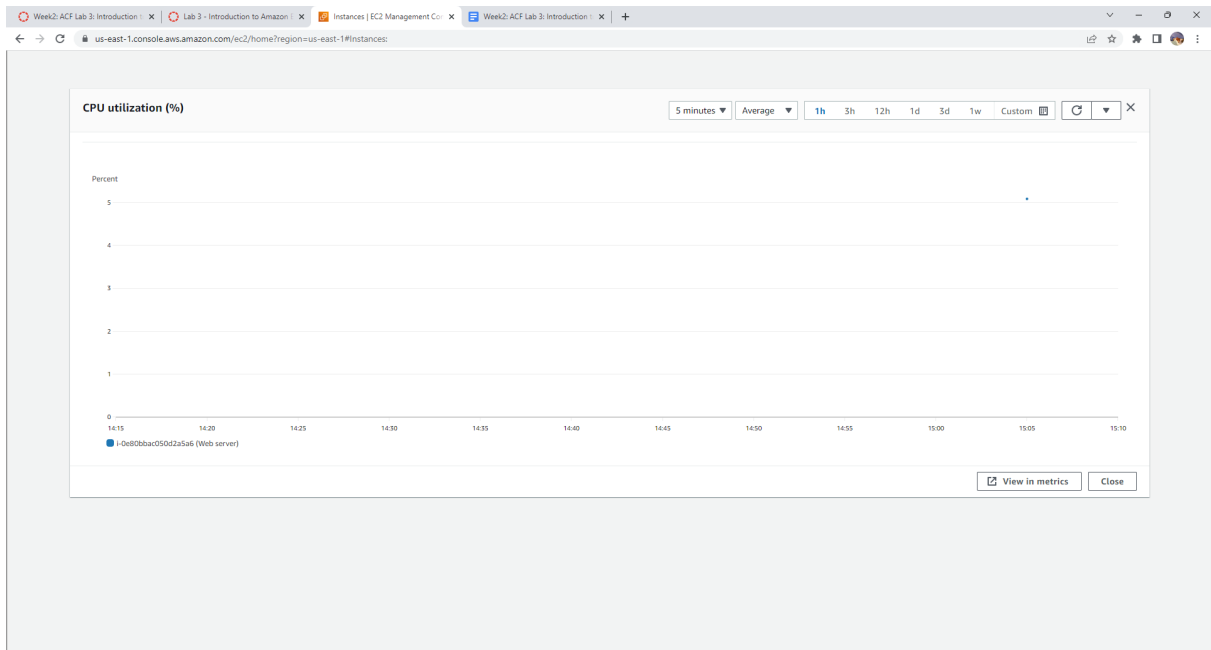 Week2: ACF Lab 3: Introduction t
Lab 3 - Introduction to Amazon E
Instances | EC2 Management Con
Week2: ACF Lab 3: Introduction t
us-east-1.console.aws.amazon.com/ec2/home?region=us-east-1#Instances:
CPU utilization (%)
5 minutes Average 1h 3h 12h 1d 3d 1w Custom
Percent
5
4
3
2
1
0
14:15 14:20 14:25 14:30 14:35 14:40 14:45 14:50 14:55 15:00 15:05 15:10
i-0e80bbac050d2a5a6 (Web server)
View in metrics Close